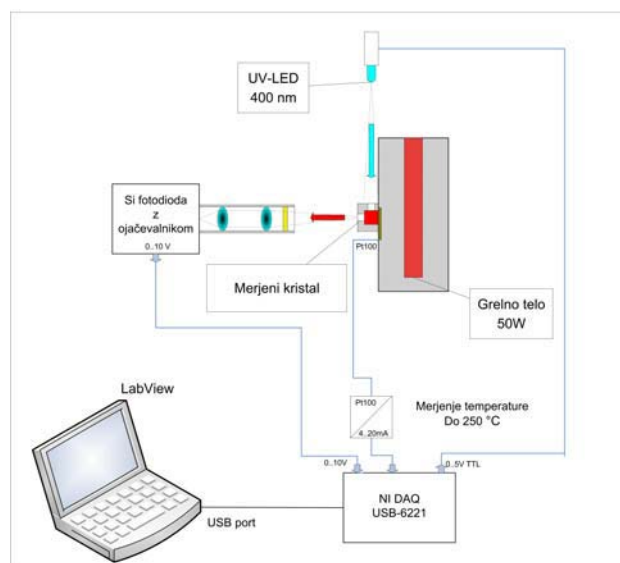 UV-LED
400 nm
Si fotodioda
z
ojačevalnikom
0..10 V
Pt100
Merjeni kristal
Grelno telo
50W
LabView
Pt100
4..20mA
Merjenje temperature
Do 250 °C
0..10V
0..5V TTL
NI DAQ
USB-6221
USB port